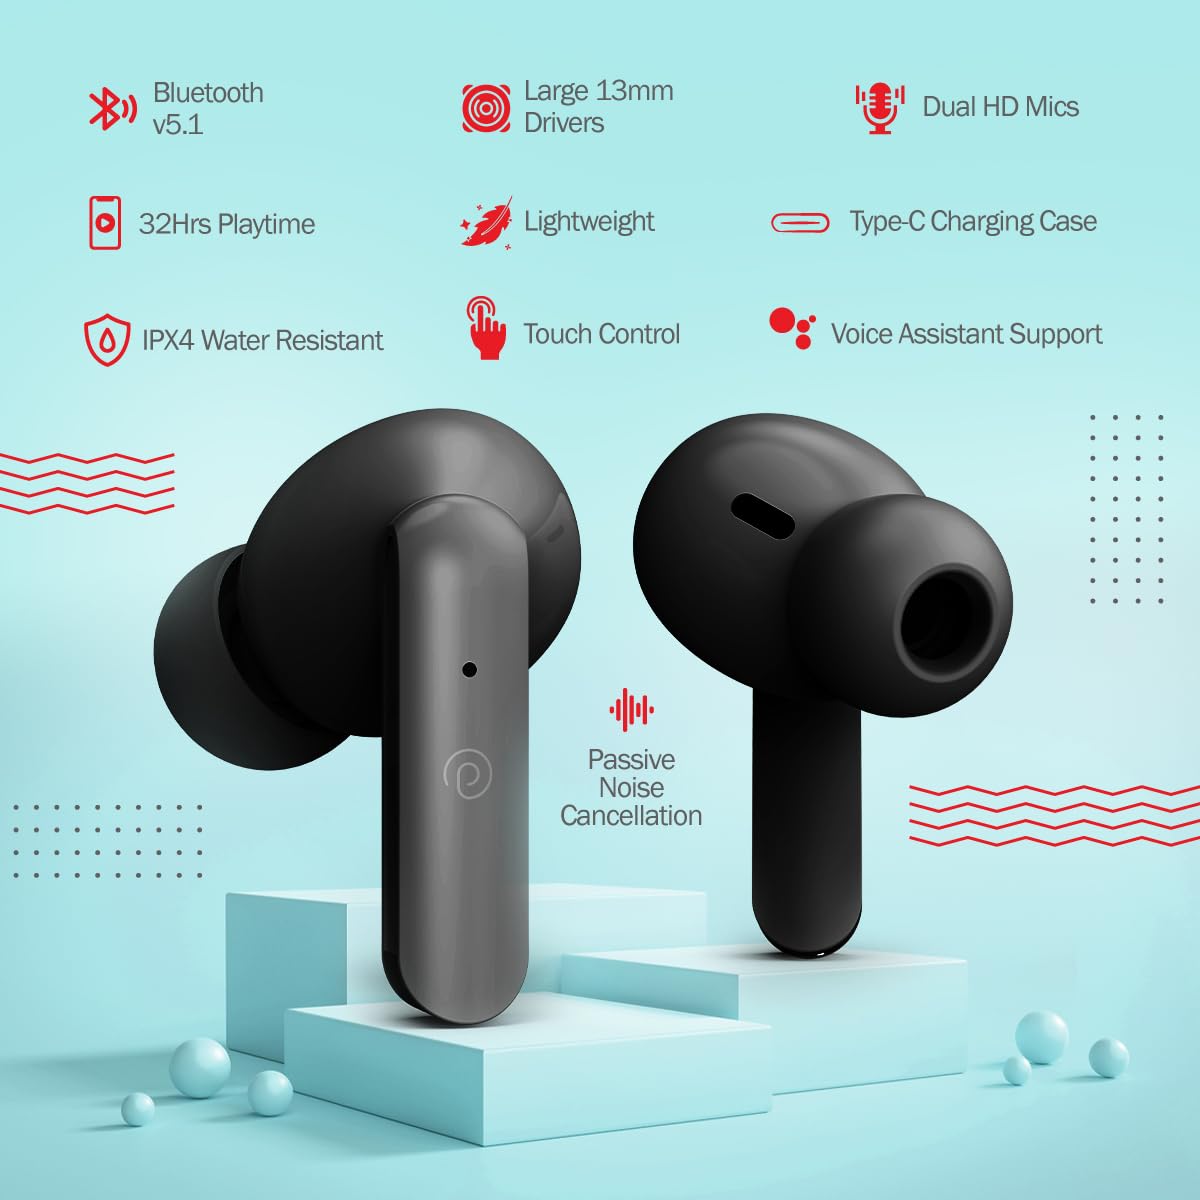 Bluetooth
v5.1
Large 13mm
Drivers
Dual HD Mics
32Hrs Playtime
Lightweight
Type-C Charging Case
IPX4 Water Resistant
Touch Control
Voice Assistant Support
Passive
Noise
Cancellation